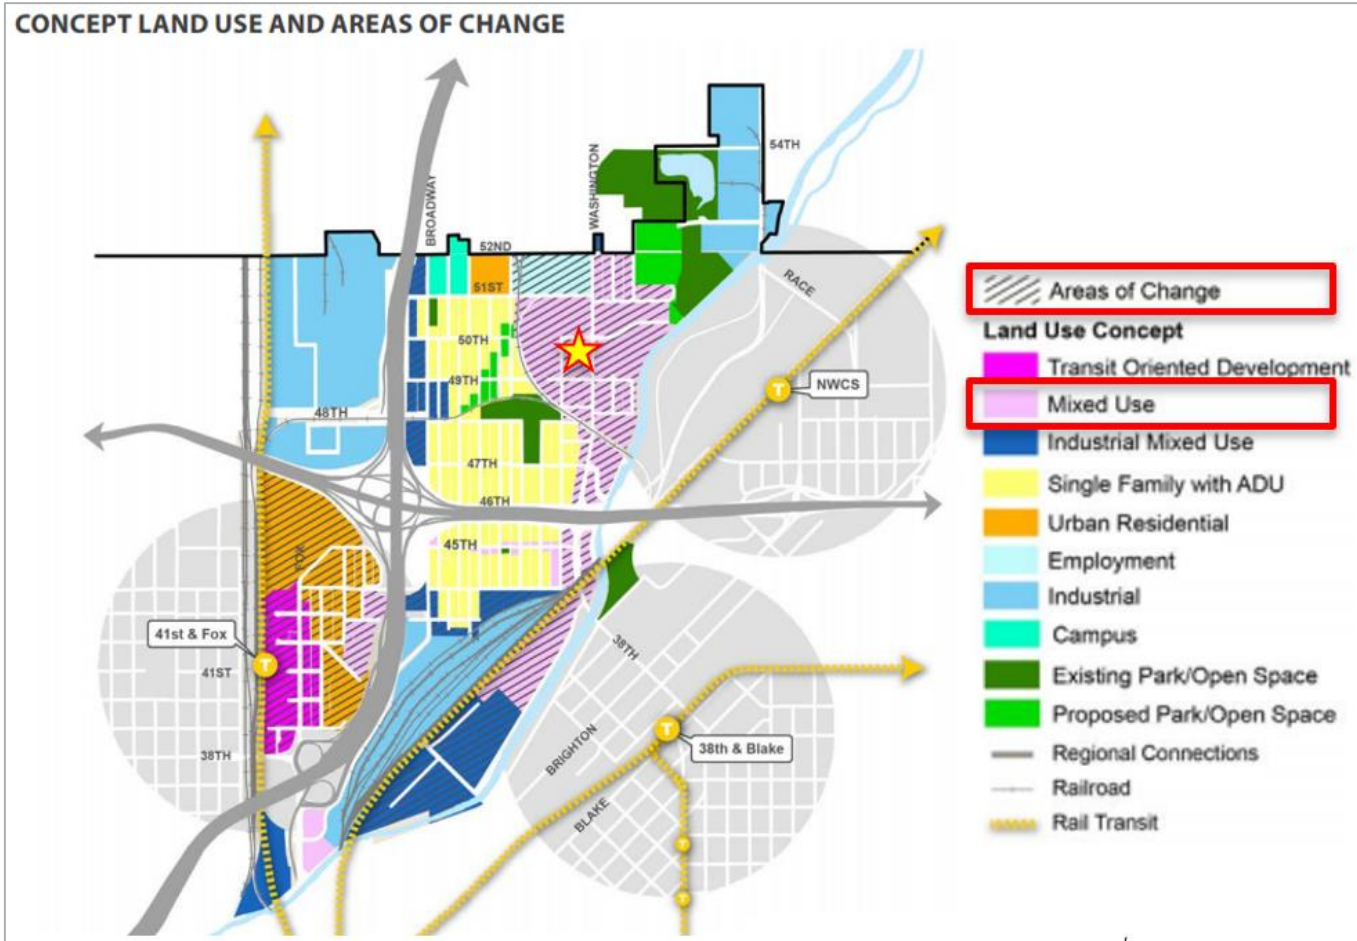 CONCEPT LAND USE AND AREAS OF CHANGE
54TH
WASHINGTON
BROADWAY
52ND
51ST
RACE
50TH
49TH
NWCS
48TH
47TH
46TH
45TH
FOX
41st & Fox
41ST
38TH
38TH
BRIGHTON
38th & Blake
BLAKE
T
T
T
T
T
Areas of Change
Land Use Concept
Transit Oriented Development
Mixed Use
Industrial Mixed Use
Single Family with ADU
Urban Residential
Employment
Industrial
Campus
Existing Park/Open Space
Proposed Park/Open Space
Regional Connections
Railroad
Rail Transit